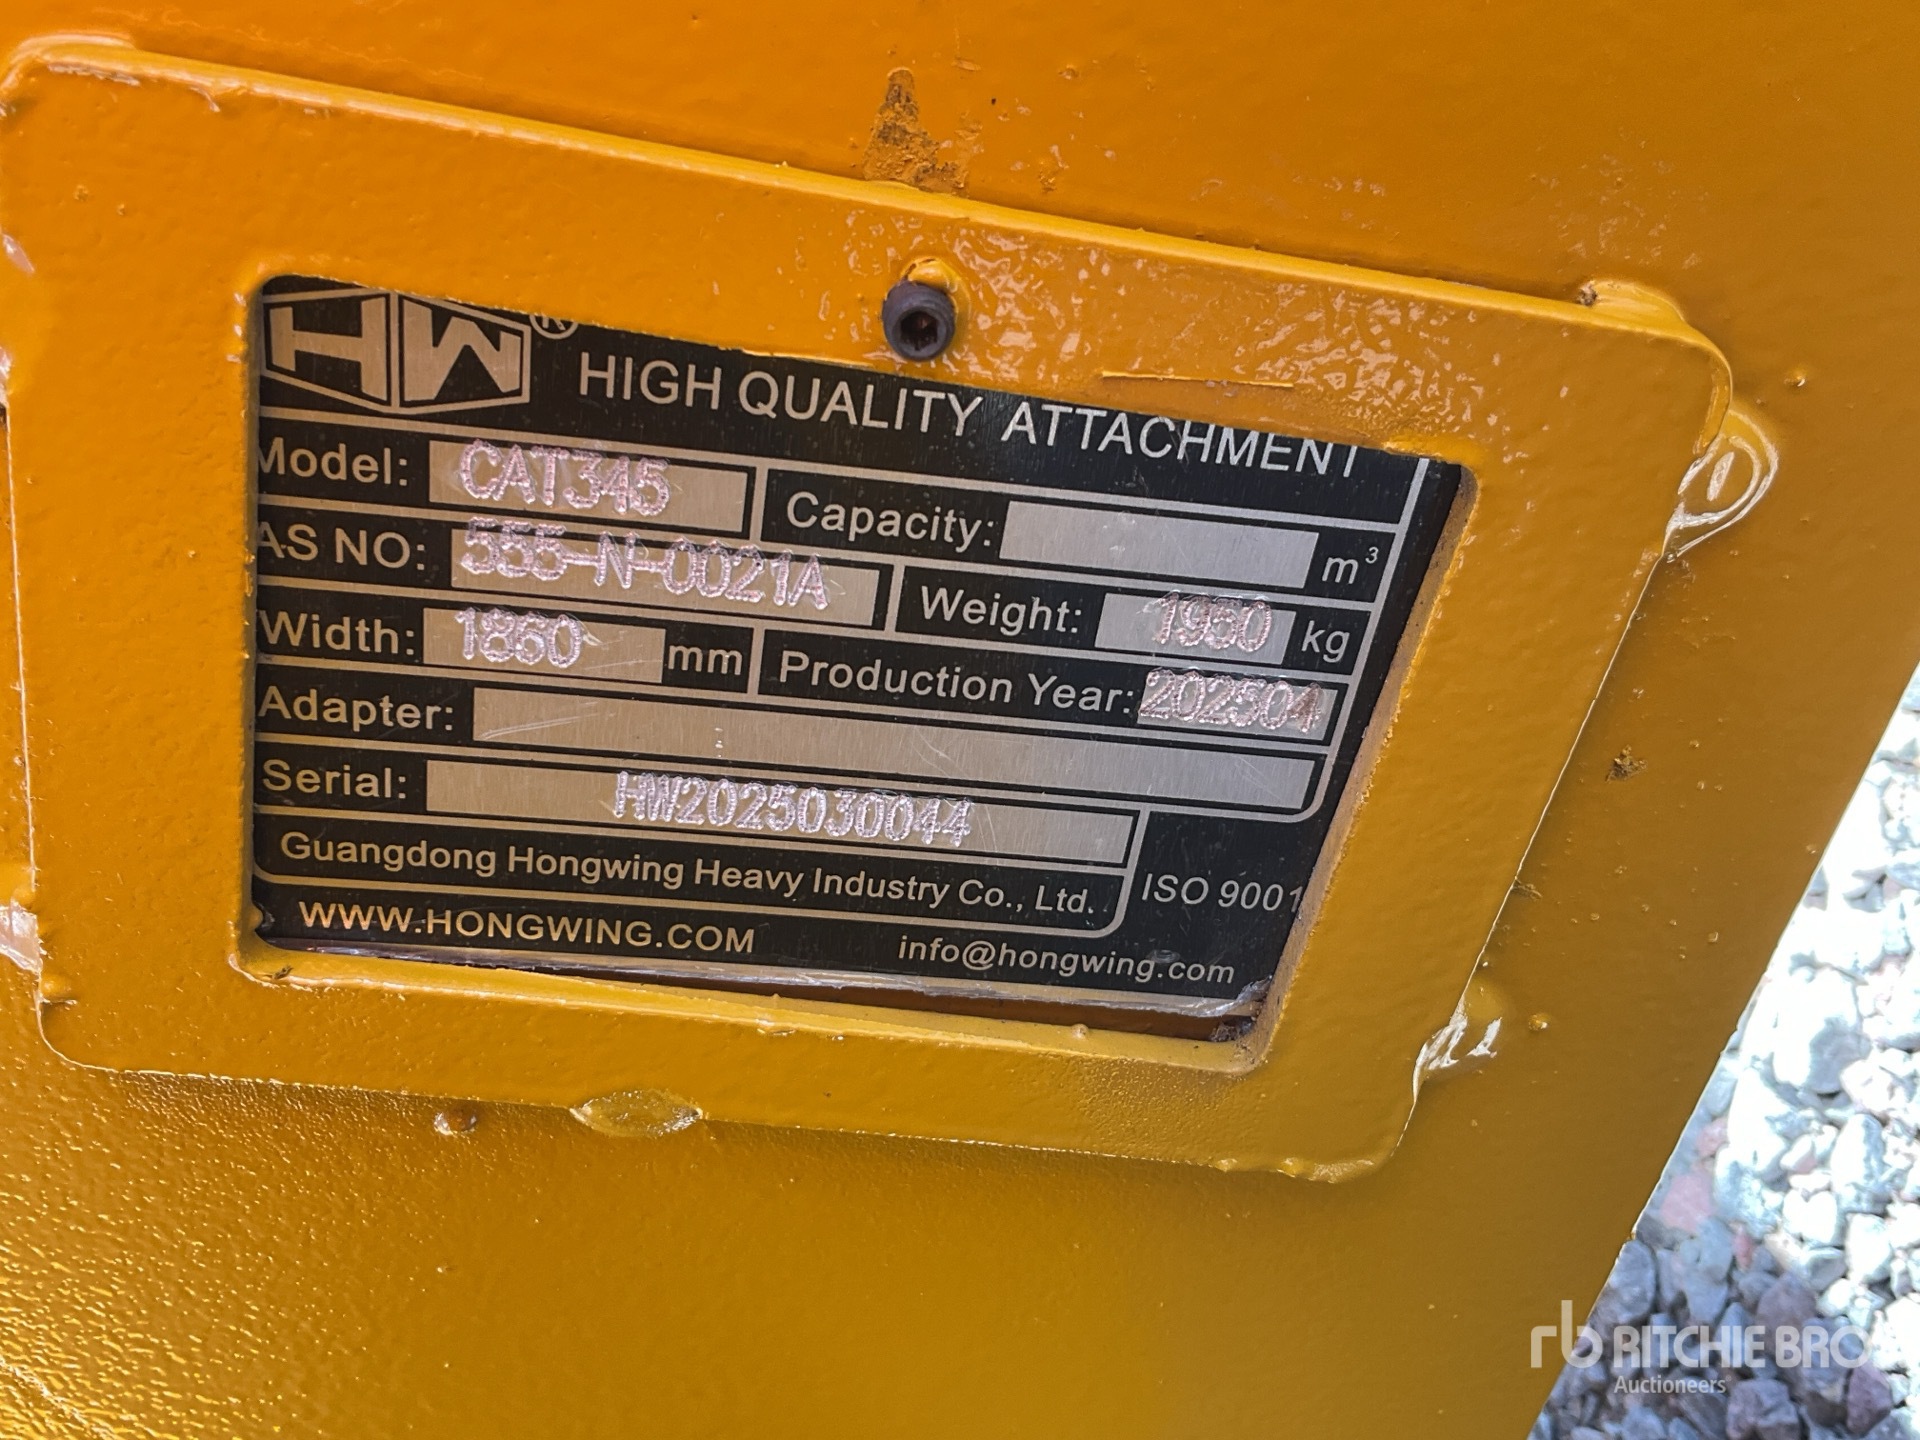 HW®
HIGH QUALITY ATTACHMENT
Model: CAT345 Capacity: m³
AS NO: 555-N-0021A Weight: 1950 kg
Width: 1860 mm Production Year: 202504
Adapter:
Serial: HW2025030044
Guangdong Hongwing Heavy Industry Co., Ltd. ISO 9001
WWW.HONGWING.COM info@hongwing.com
rb RITCHIE BRO
Auctioneers